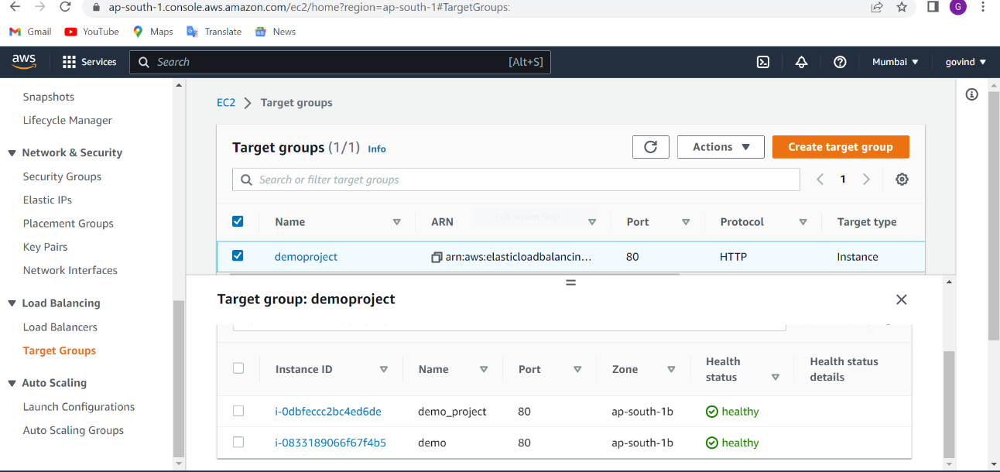 ap-south-1.console.aws.amazon.com/ec2/home?region=ap-south-1#TargetGroups:
G
Gmail YouTube Maps Translate News
aws Services Search [Alt+S] Mumbai govind
Snapshots
Lifecycle Manager
Network & Security
Security Groups
Elastic IPs
Placement Groups
Key Pairs
Network Interfaces
Load Balancing
Load Balancers
Target Groups
Auto Scaling
Launch Configurations
Auto Scaling Groups
EC2 Target groups
Target groups (1/1) Info Actions Create target group
Search or filter target groups 1
Name ARN Port Protocol Target type
demoproject arn:aws:elasticloadbalancin... 80 HTTP Instance
Target group: demoproject
Instance ID Name Port Zone Health status Health status details
i-0dbfeccc2bc4ed6de demo_project 80 ap-south-1b healthy
i-0833189066f67f4b5 demo 80 ap-south-1b healthy